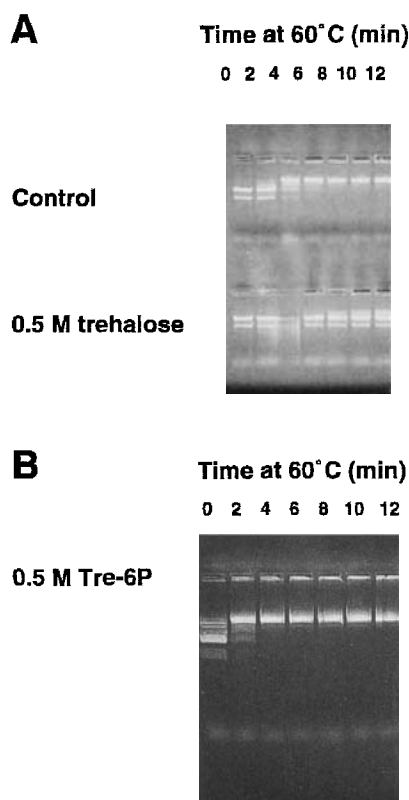 A
Time at 60°C (min)
0 2 4 6 8 10 12
Control
0.5 M trehalose
B
Time at 60°C (min)
0 2 4 6 8 10 12
0.5 M Tre-6P